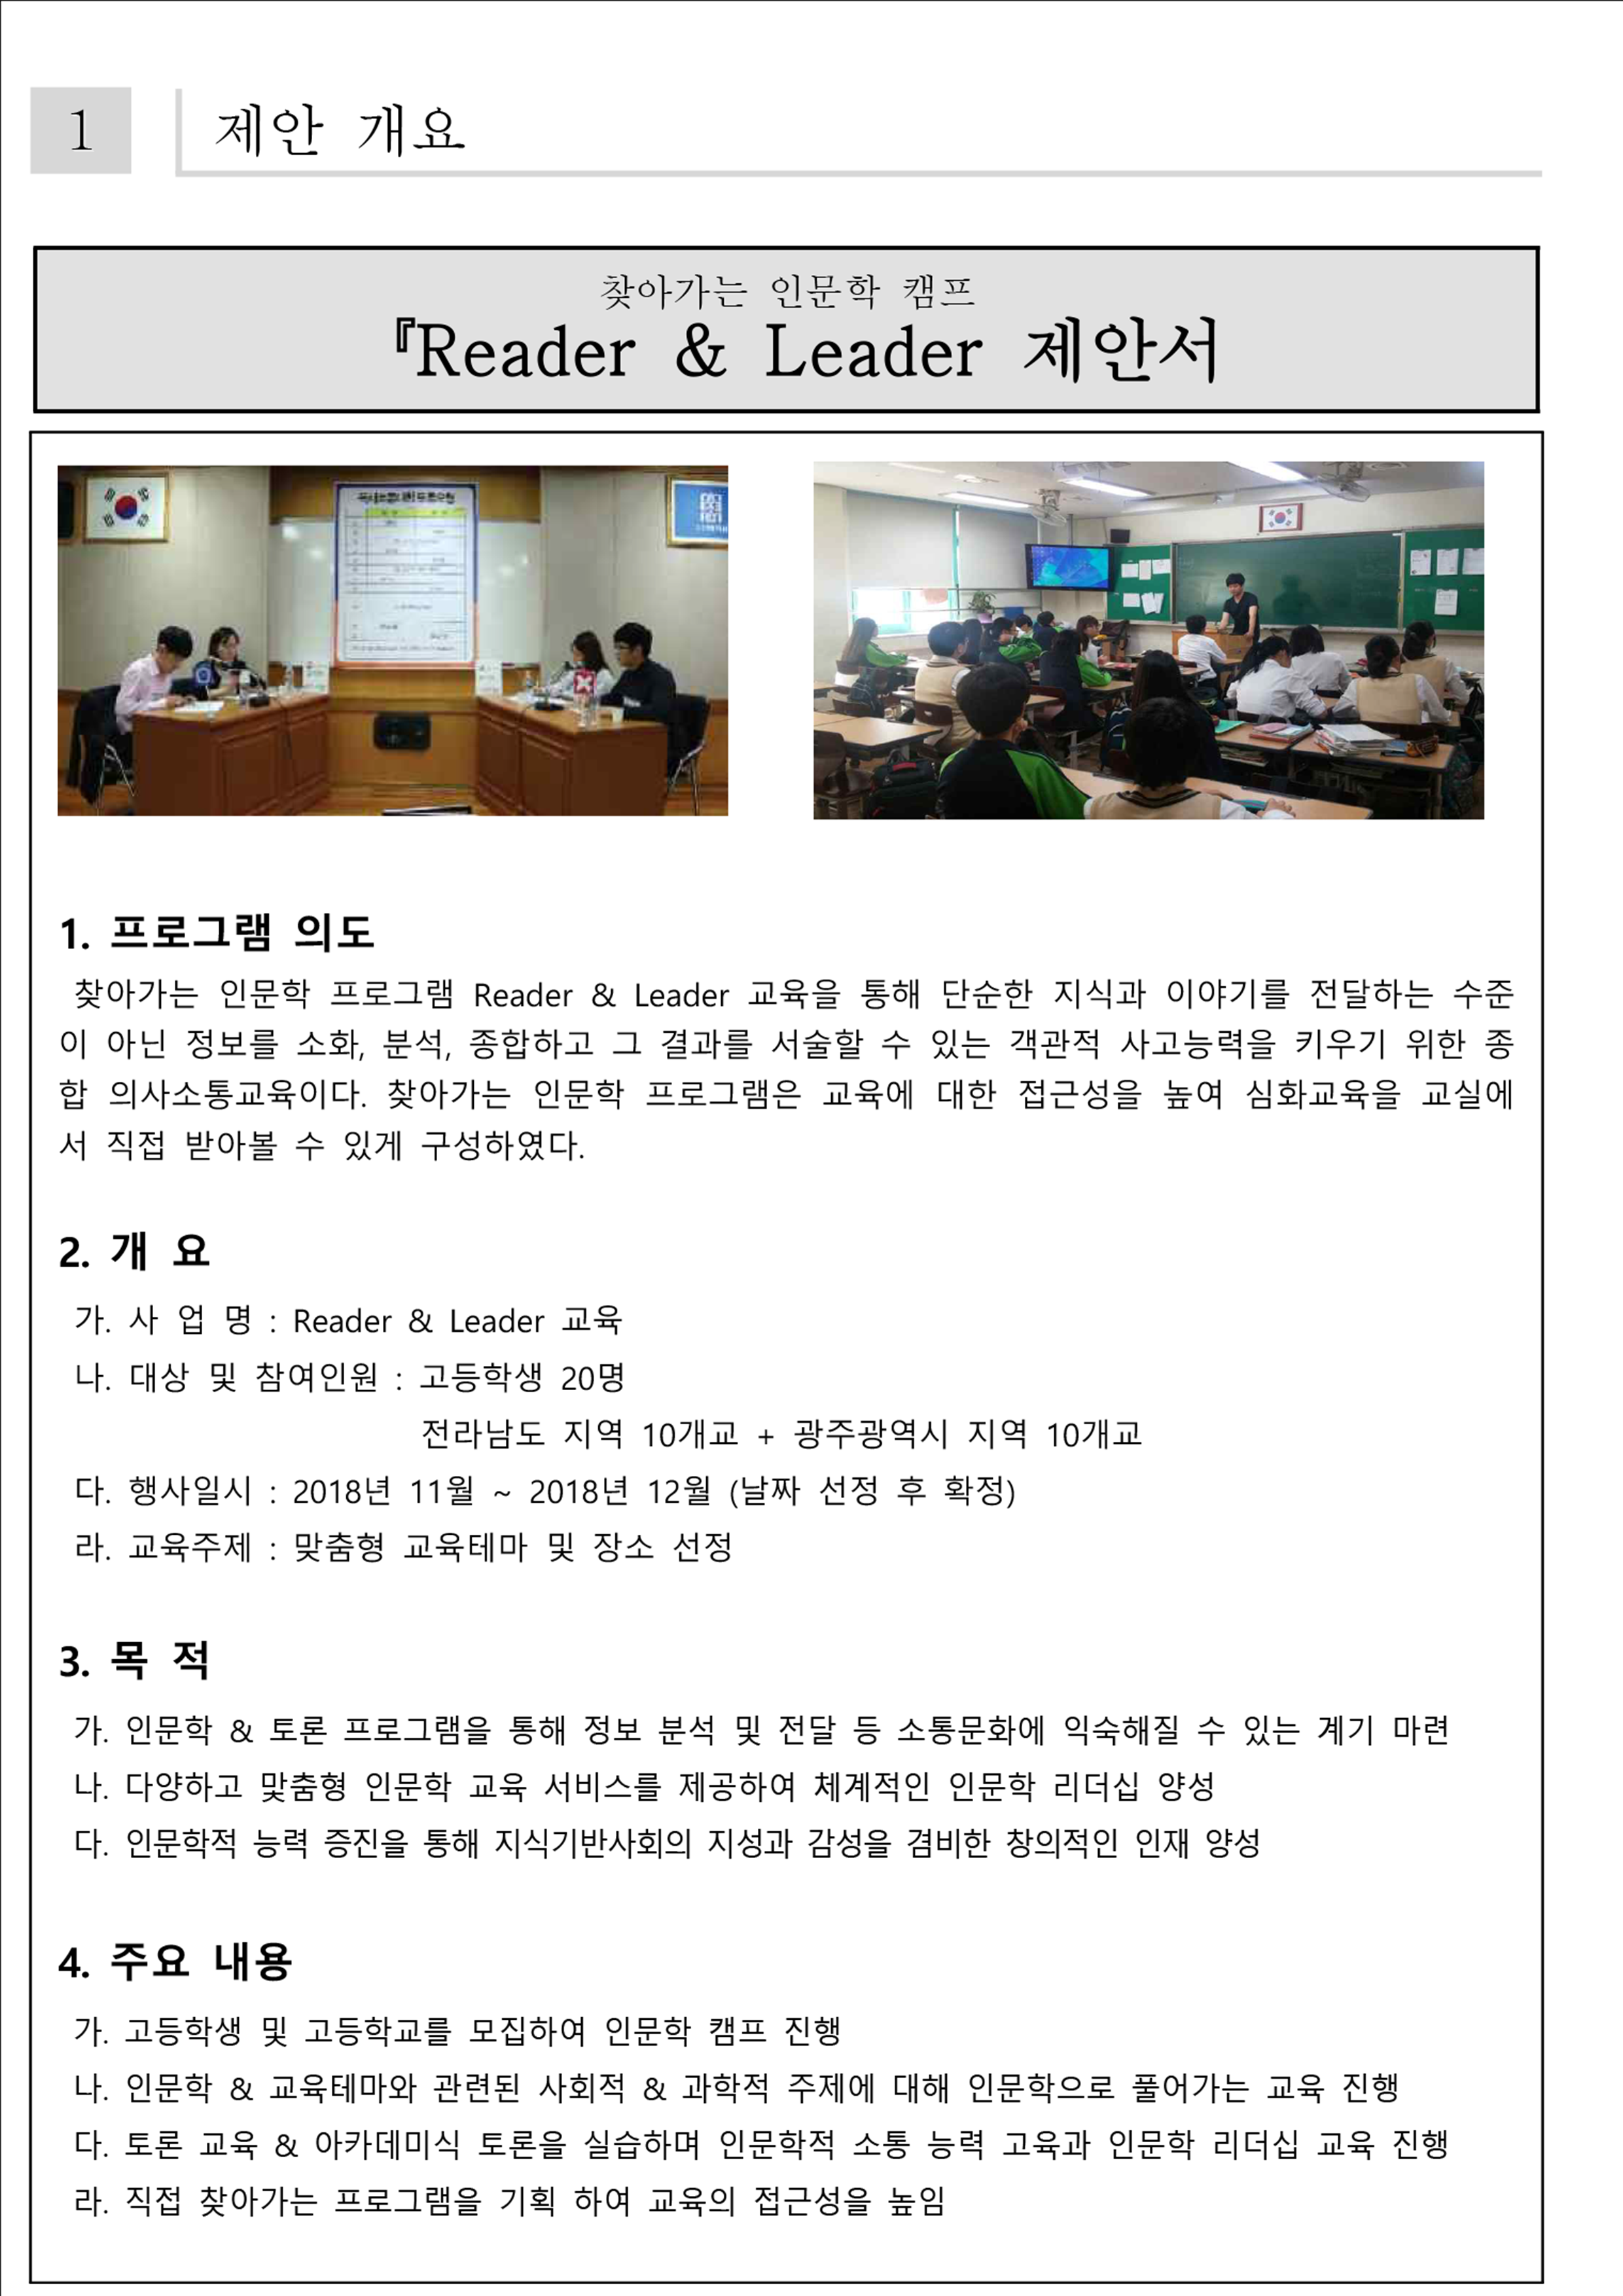 1
제안 개요
찾아가는 인문학 캠프
『Reader & Leader 제안서
1. 프로그램 의도
찾아가는 인문학 프로그램 Reader & Leader 교육을 통해 단순한 지식과 이야기를 전달하는 수준
이 아닌 정보를 소화, 분석, 종합하고 그 결과를 서술할 수 있는 객관적 사고능력을 키우기 위한 종
합 의사소통교육이다. 찾아가는 인문학 프로그램은 교육에 대한 접근성을 높여 심화교육을 교실에
서 직접 받아볼 수 있게 구성하였다.
2. 개 요
가. 사 업 명 : Reader & Leader 교육
나. 대상 및 참여인원 : 고등학생 20명
전라남도 지역 10개교 + 광주광역시 지역 10개교
다. 행사일시 : 2018년 11월 ~ 2018년 12월 (날짜 선정 후 확정)
라. 교육주제 : 맞춤형 교육테마 및 장소 선정
3. 목 적
가. 인문학 & 토론 프로그램을 통해 정보 분석 및 전달 등 소통문화에 익숙해질 수 있는 계기 마련
나. 다양하고 맟춤형 인문학 교육 서비스를 제공하여 체계적인 인문학 리더십 양성
다. 인문학적 능력 증진을 통해 지식기반사회의 지성과 감성을 겸비한 창의적인 인재 양성
4. 주요 내용
가. 고등학생 및 고등학교를 모집하여 인문학 캠프 진행
나. 인문학 & 교육테마와 관련된 사회적 & 과학적 주제에 대해 인문학으로 풀어가는 교육 진행
다. 토론 교육 & 아카데미식 토론을 실습하며 인문학적 소통 능력 고육과 인문학 리더십 교육 진행
라. 직접 찾아가는 프로그램을 기획 하여 교육의 접근성을 높임